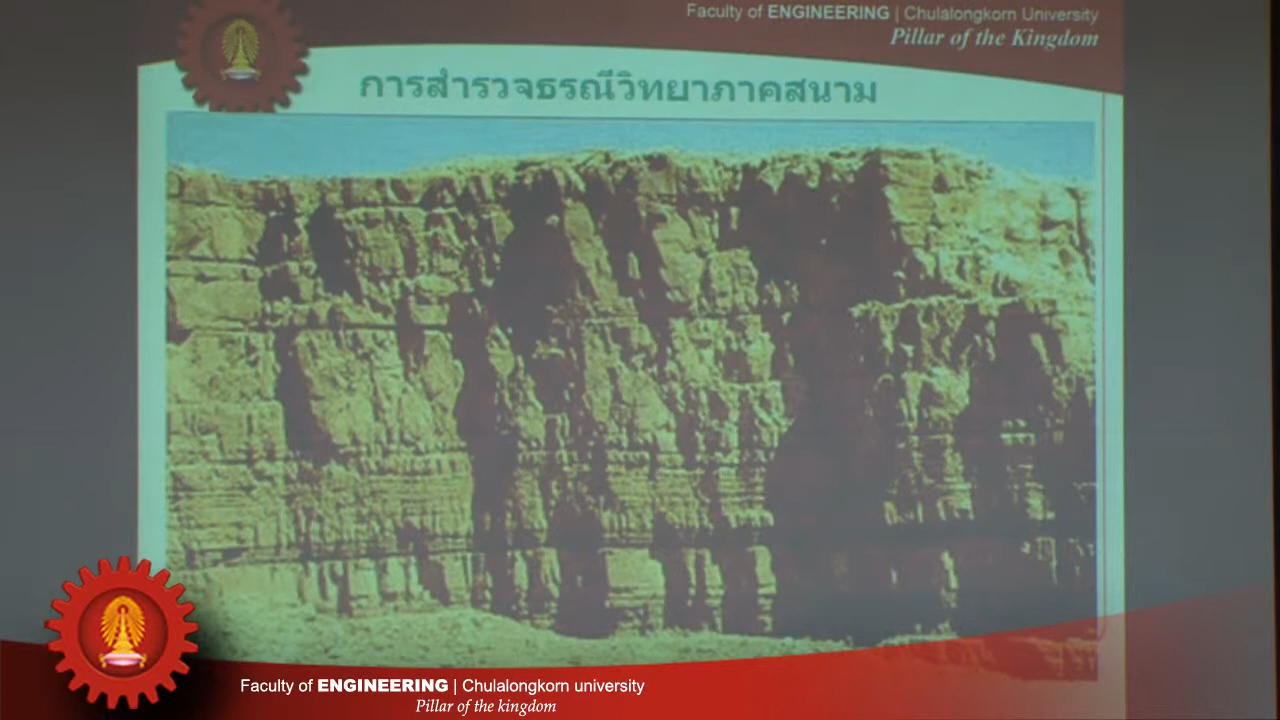 Faculty of ENGINEERING | Chulalongkorn University
Pillar of the Kingdom
การสำรวจธรณีวิทยาภาคสนาม
Faculty of ENGINEERING | Chulalongkorn university
Pillar of the kingdom